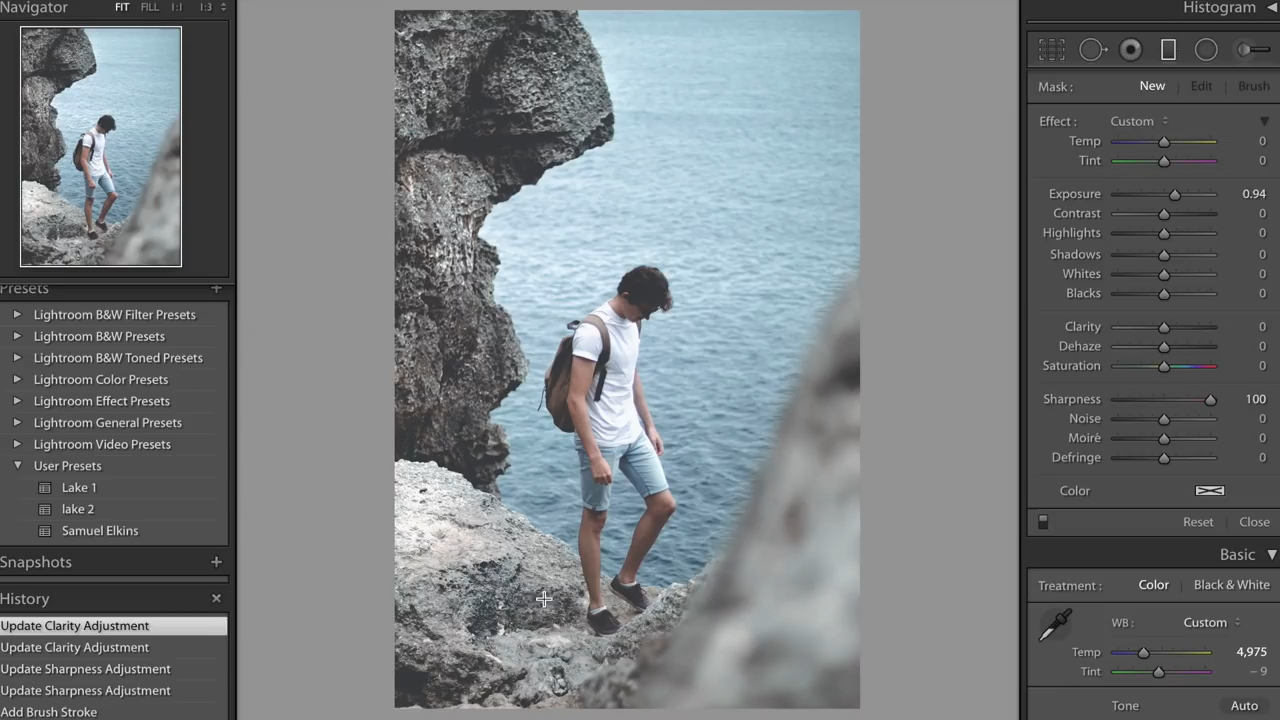 Navigator FIT FILL 1:1 1:3
Histogram
Mask : New Edit Brush
Effect : Custom
Temp 0
Tint 0
Exposure 0.94
Contrast 0
Highlights 0
Shadows 0
Whites 0
Blacks 0
Clarity 0
Dehaze 0
Saturation 0
Sharpness 100
Noise 0
Moiré 0
Defringe 0
Color
Reset Close
Basic
Treatment : Color Black & White
WB : Custom
Temp 4,975
Tint – 9
Tone Auto
Presets +
Lightroom B&W Filter Presets
Lightroom B&W Presets
Lightroom B&W Toned Presets
Lightroom Color Presets
Lightroom Effect Presets
Lightroom General Presets
Lightroom Video Presets
User Presets
Lake 1
lake 2
Samuel Elkins
Snapshots +
History ×
Update Clarity Adjustment
Update Clarity Adjustment
Update Sharpness Adjustment
Update Sharpness Adjustment
Add Brush Stroke